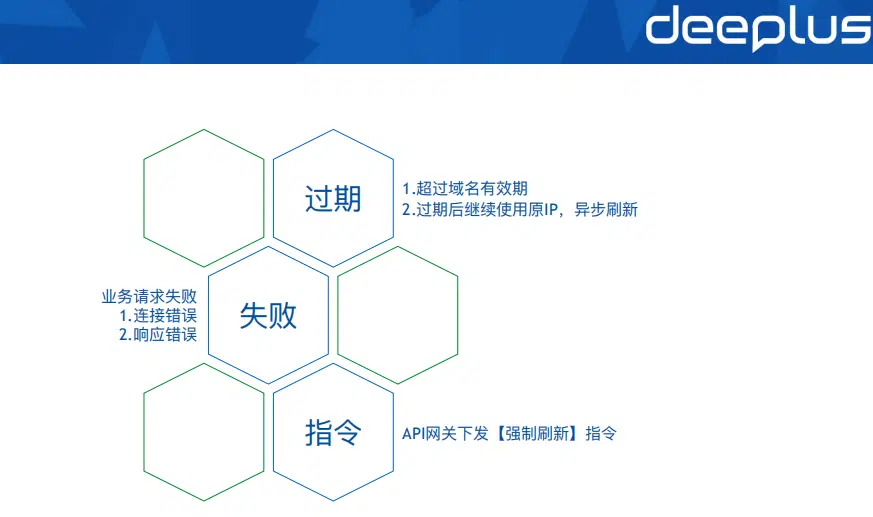 deeplus
过期
1.超过域名有效期
2.过期后继续使用原IP，异步刷新
业务请求失败
1.连接错误
2.响应错误
失败
指令
API网关下发【强制刷新】指令